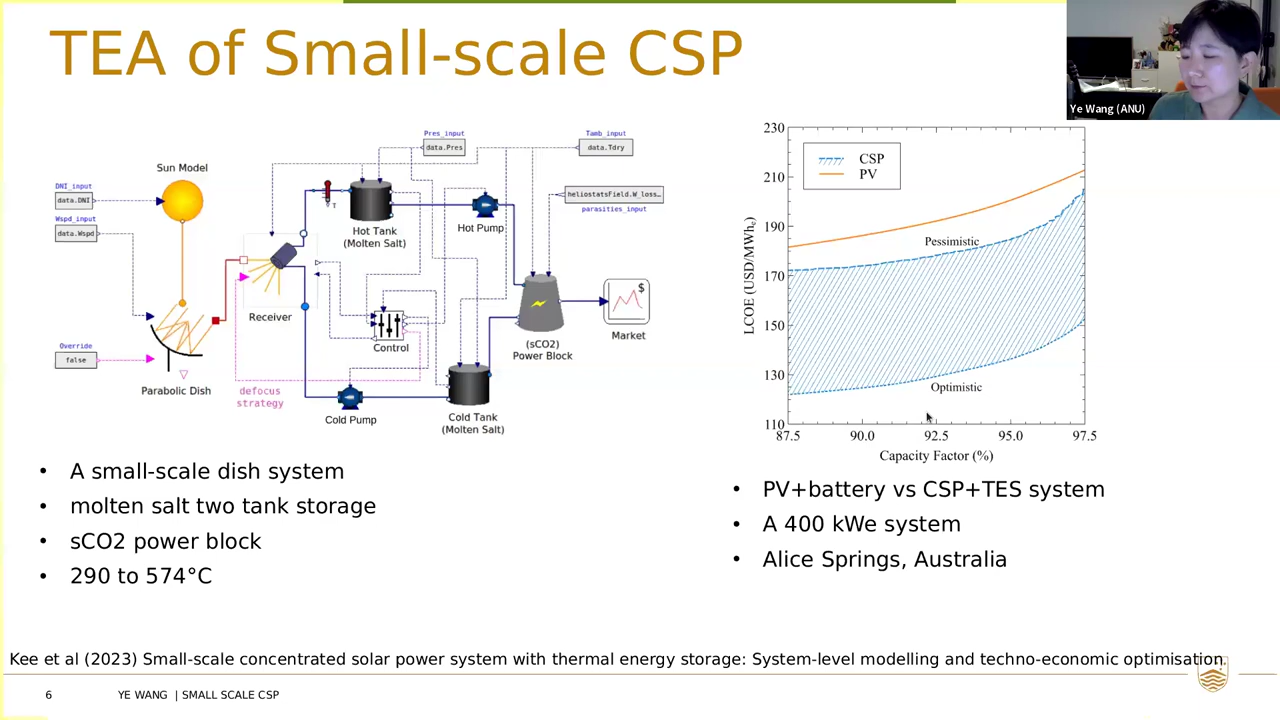 TEA of Small-scale CSP
Ye Wang (ANU)
Pres_input
data.Pres
Tamb_input
data.Tdry
Sun Model
DNI_input
data.DNI
Wspd_input
data.Wspd
heliostatsField.W_loss…
parasities_input
Hot Tank
(Molten Salt)
Hot Pump
Receiver
Control
(sCO2)
Power Block
$
Market
Override
false
Parabolic Dish
defocus
strategy
Cold Pump
Cold Tank
(Molten Salt)
T
230
210
190
170
150
130
110
LCOE (USD/MWhe)
CSP
PV
Pessimistic
Optimistic
87.5 90.0 92.5 95.0 97.5
Capacity Factor (%)
• A small-scale dish system
• molten salt two tank storage
• sCO2 power block
• 290 to 574°C
• PV+battery vs CSP+TES system
• A 400 kWe system
• Alice Springs, Australia
Kee et al (2023) Small-scale concentrated solar power system with thermal energy storage: System-level modelling and techno-economic optimisation.
6 YE WANG | SMALL SCALE CSP